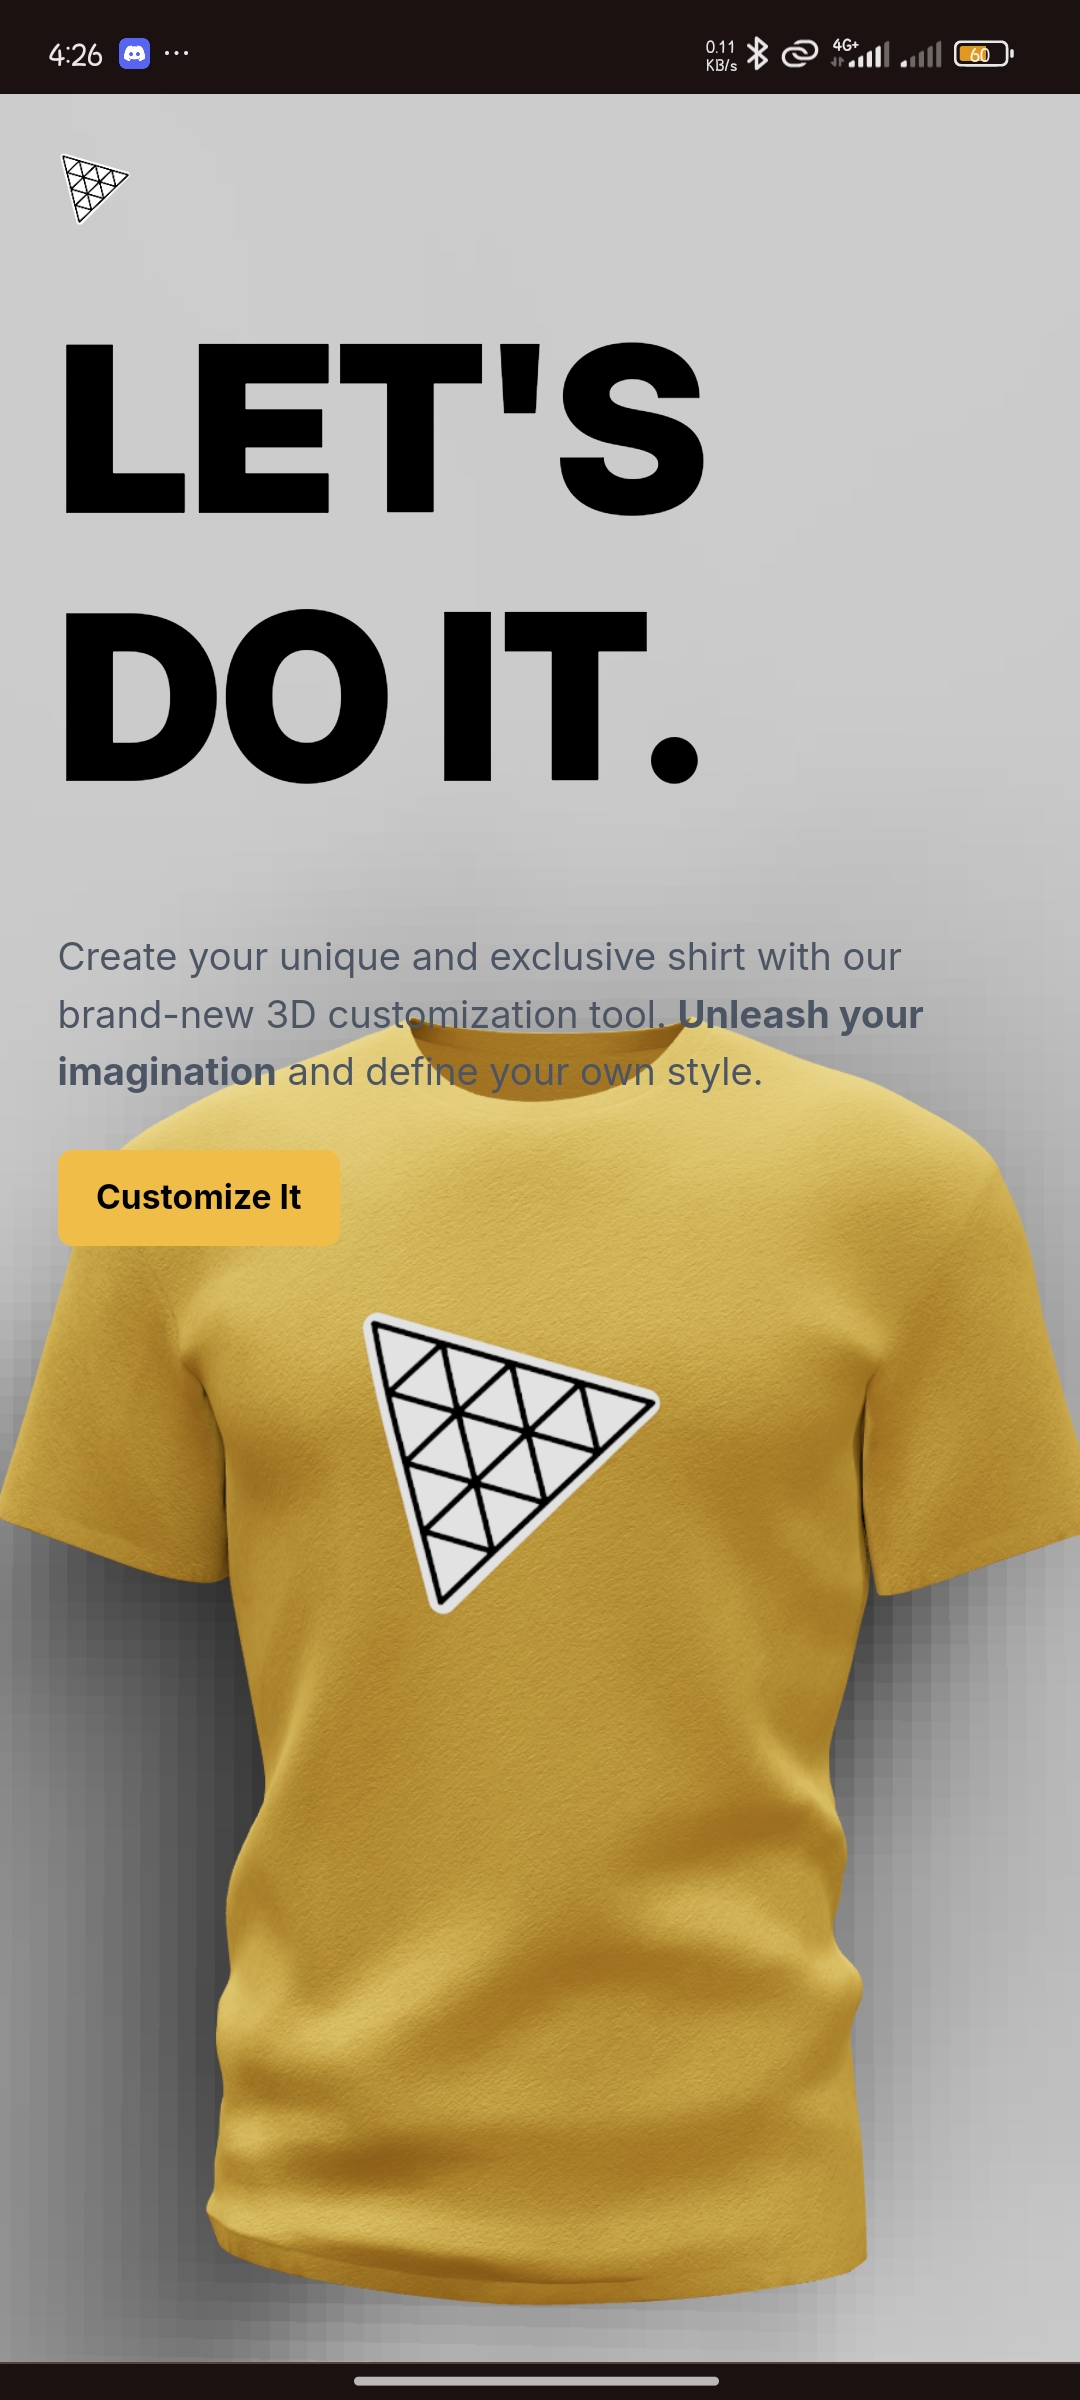 4:26
0.11
KB/s
4G+
60
LET'S
DO IT.
Create your unique and exclusive shirt with our
brand-new 3D customization tool. Unleash your
imagination and define your own style.
Customize It